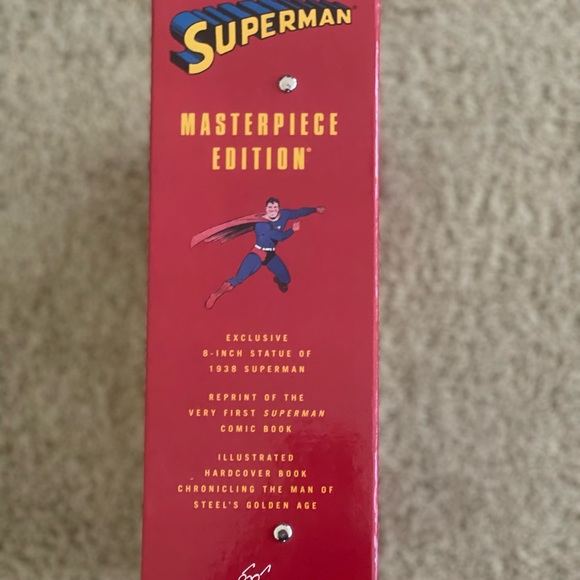 SUPERMAN
MASTERPIECE
EDITION®
EXCLUSIVE
8-INCH STATUE OF
1938 SUPERMAN
REPRINT OF THE
VERY FIRST SUPERMAN
COMIC BOOK
ILLUSTRATED
HARDCOVER BOOK
CHRONICLING THE MAN OF
STEEL'S GOLDEN AGE